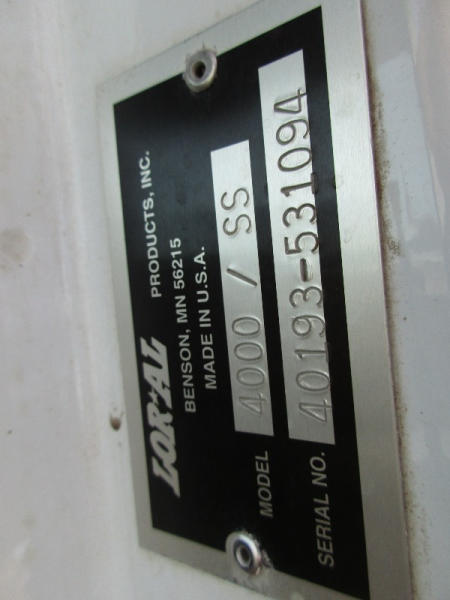 LOR★AL
PRODUCTS, INC.
BENSON, MN 56215
MADE IN U.S.A.
MODEL 4000 / SS
SERIAL NO. 40193-531094